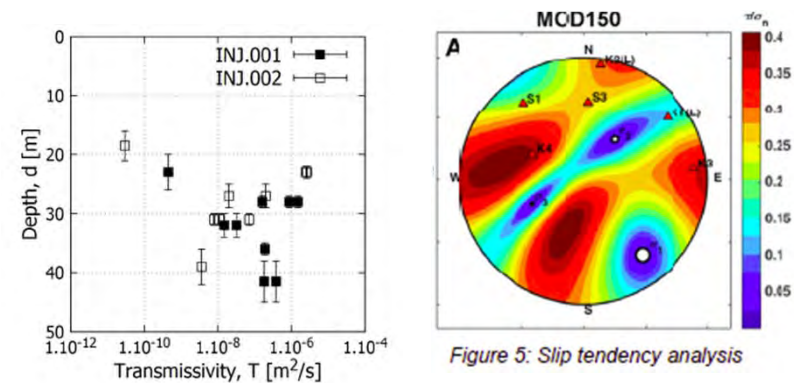 0
10
20
30
40
50
Depth, d [m]
INJ.001
INJ.002
1.10-12
1.10-10
1.10-8
1.10-6
1.10-4
Transmissivity, T [m2/s]
MOD150
A
N
S1
S3
K4
K3
W
E
S
0.4
0.35
0.3
0.25
0.2
0.15
0.1
0.05
Figure 5: Slip tendency analysis